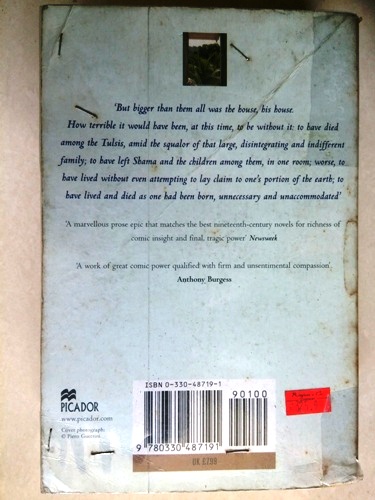 'But bigger than them all was the house, his house.
How terrible it would have been, at this time, to be without it: to have died
among the Tulsis, amid the squalor of that large, disintegrating and indifferent
family; to have left Shama and the children among them, in one room; worse, to
have lived without even attempting to lay claim to one's portion of the earth; to
have lived and died as one had been born, unnecessary and unaccommodated'
'A marvellous prose epic that matches the best nineteenth-century novels for richness of
comic insight and final, tragic power' Newsweek
'A work of great comic power qualified with firm and unsentimental compassion'.
Anthony Burgess
ISBN 0-330-48719-1
90100
9 780330 487191
PICADOR
www.picador.com
Cover photograph:
© Piero Guerrini